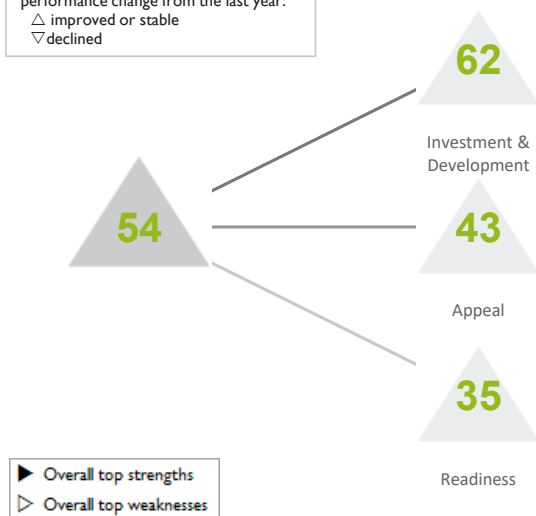 performance change from the last year:
△ improved or stable
▽ declined
62
Investment &
Development
54
43
Appeal
35
Readiness
▶ Overall top strengths
▷ Overall top weaknesses